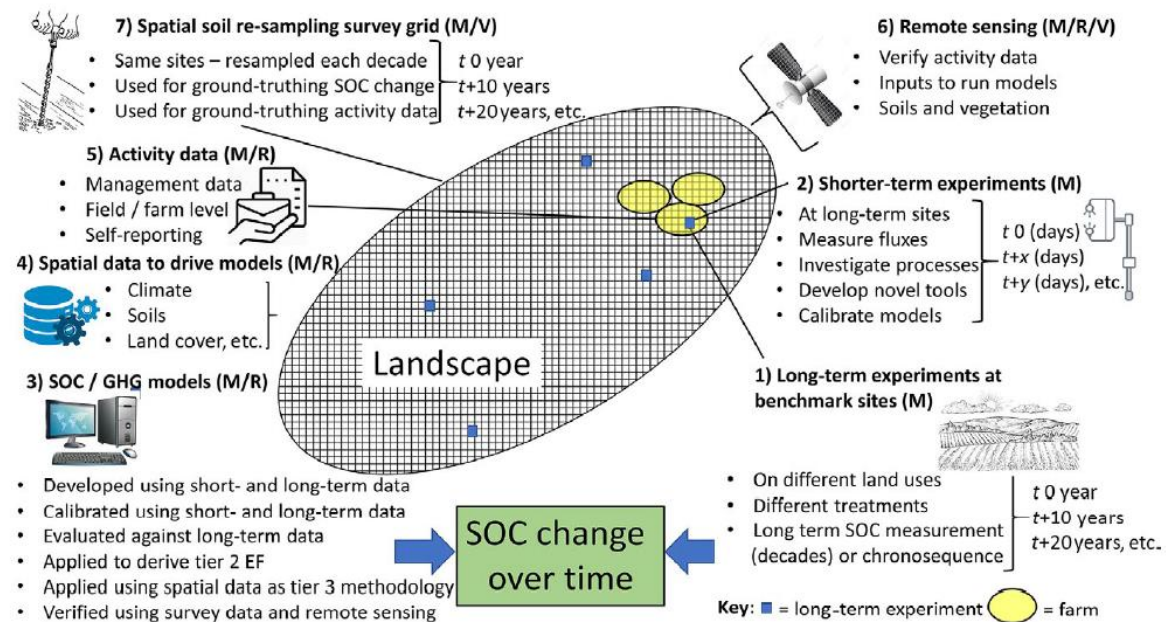 7) Spatial soil re-sampling survey grid (M/V)
• Same sites – resampled each decade
• Used for ground-truthing SOC change
• Used for ground-truthing activity data
t 0 year
t+10 years
t+20 years, etc.
6) Remote sensing (M/R/V)
• Verify activity data
• Inputs to run models
• Soils and vegetation
5) Activity data (M/R)
• Management data
• Field / farm level
• Self-reporting
2) Shorter-term experiments (M)
• At long-term sites
• Measure fluxes
• Investigate processes
• Develop novel tools
• Calibrate models
t 0 (days)
t+x (days)
t+y (days), etc.
4) Spatial data to drive models (M/R)
• Climate
• Soils
• Land cover, etc.
Landscape
3) SOC / GHG models (M/R)
• Developed using short- and long-term data
• Calibrated using short- and long-term data
• Evaluated against long-term data
• Applied to derive tier 2 EF
• Applied using spatial data as tier 3 methodology
• Verified using survey data and remote sensing
1) Long-term experiments at
benchmark sites (M)
• On different land uses
• Different treatments
• Long term SOC measurement
(decades) or chronosequence
t 0 year
t+10 years
t+20 years, etc.
SOC change
over time
Key: = long-term experiment = farm